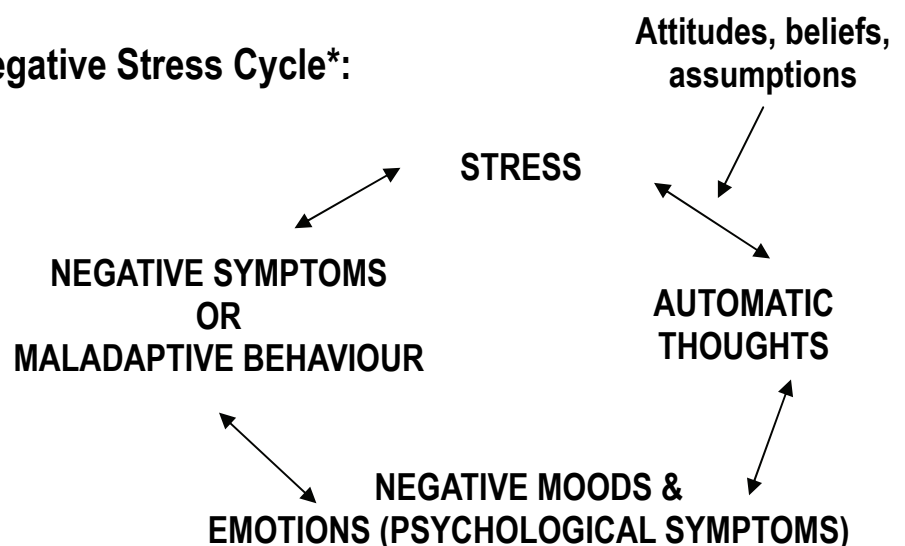 egative Stress Cycle*:
Attitudes, beliefs,
assumptions
STRESS
AUTOMATIC
THOUGHTS
NEGATIVE MOODS &
EMOTIONS (PSYCHOLOGICAL SYMPTOMS)
NEGATIVE SYMPTOMS
OR
MALADAPTIVE BEHAVIOUR